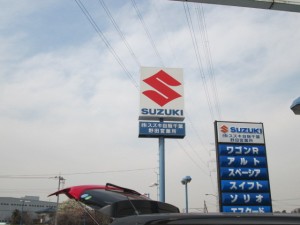 SUZUKI
㈱スズキ自販千葉
野田営業所
SUZUKI
㈱スズキ自販千葉
野田営業所
ワゴンR
アルト
スペーシア
スイフト
ソリオ
エスクード